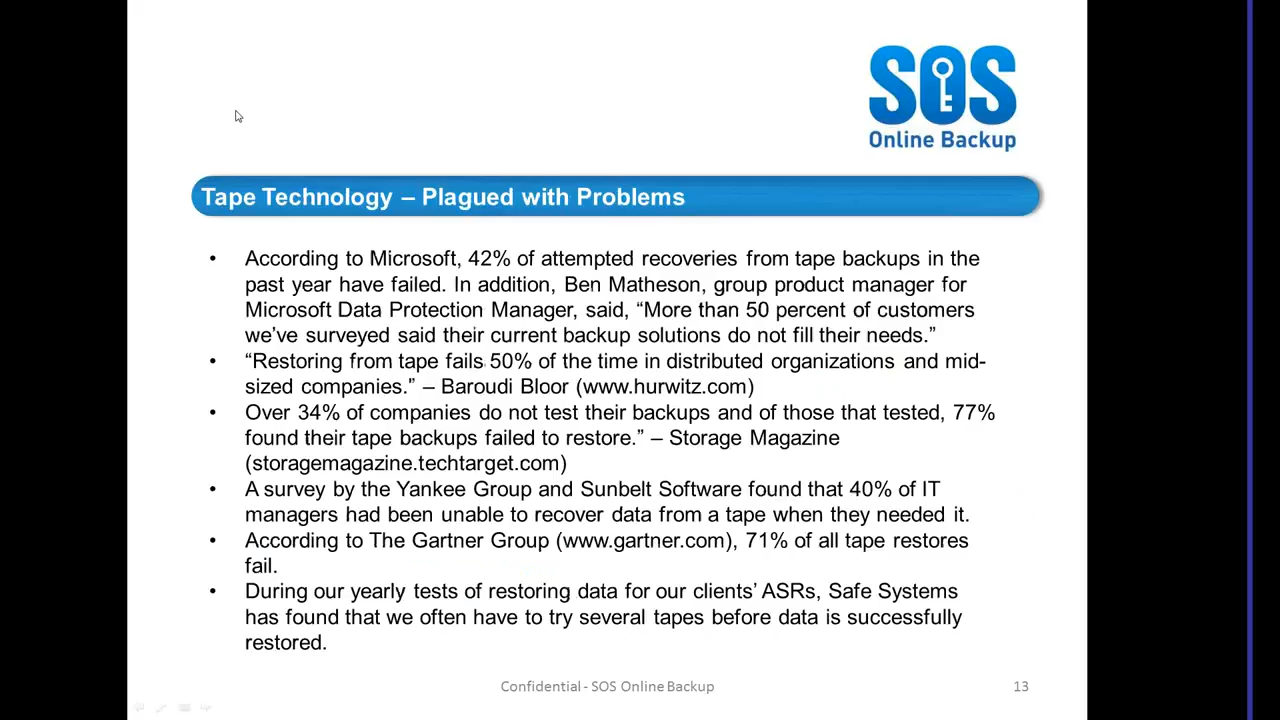 SOS
Online Backup
Tape Technology – Plagued with Problems
• According to Microsoft, 42% of attempted recoveries from tape backups in the
past year have failed. In addition, Ben Matheson, group product manager for
Microsoft Data Protection Manager, said, “More than 50 percent of customers
we’ve surveyed said their current backup solutions do not fill their needs.”
• “Restoring from tape fails 50% of the time in distributed organizations and mid-
sized companies.” – Baroudi Bloor (www.hurwitz.com)
• Over 34% of companies do not test their backups and of those that tested, 77%
found their tape backups failed to restore.” – Storage Magazine
(storagemagazine.techtarget.com)
• A survey by the Yankee Group and Sunbelt Software found that 40% of IT
managers had been unable to recover data from a tape when they needed it.
• According to The Gartner Group (www.gartner.com), 71% of all tape restores
fail.
• During our yearly tests of restoring data for our clients’ ASRs, Safe Systems
has found that we often have to try several tapes before data is successfully
restored.
Confidential - SOS Online Backup
13